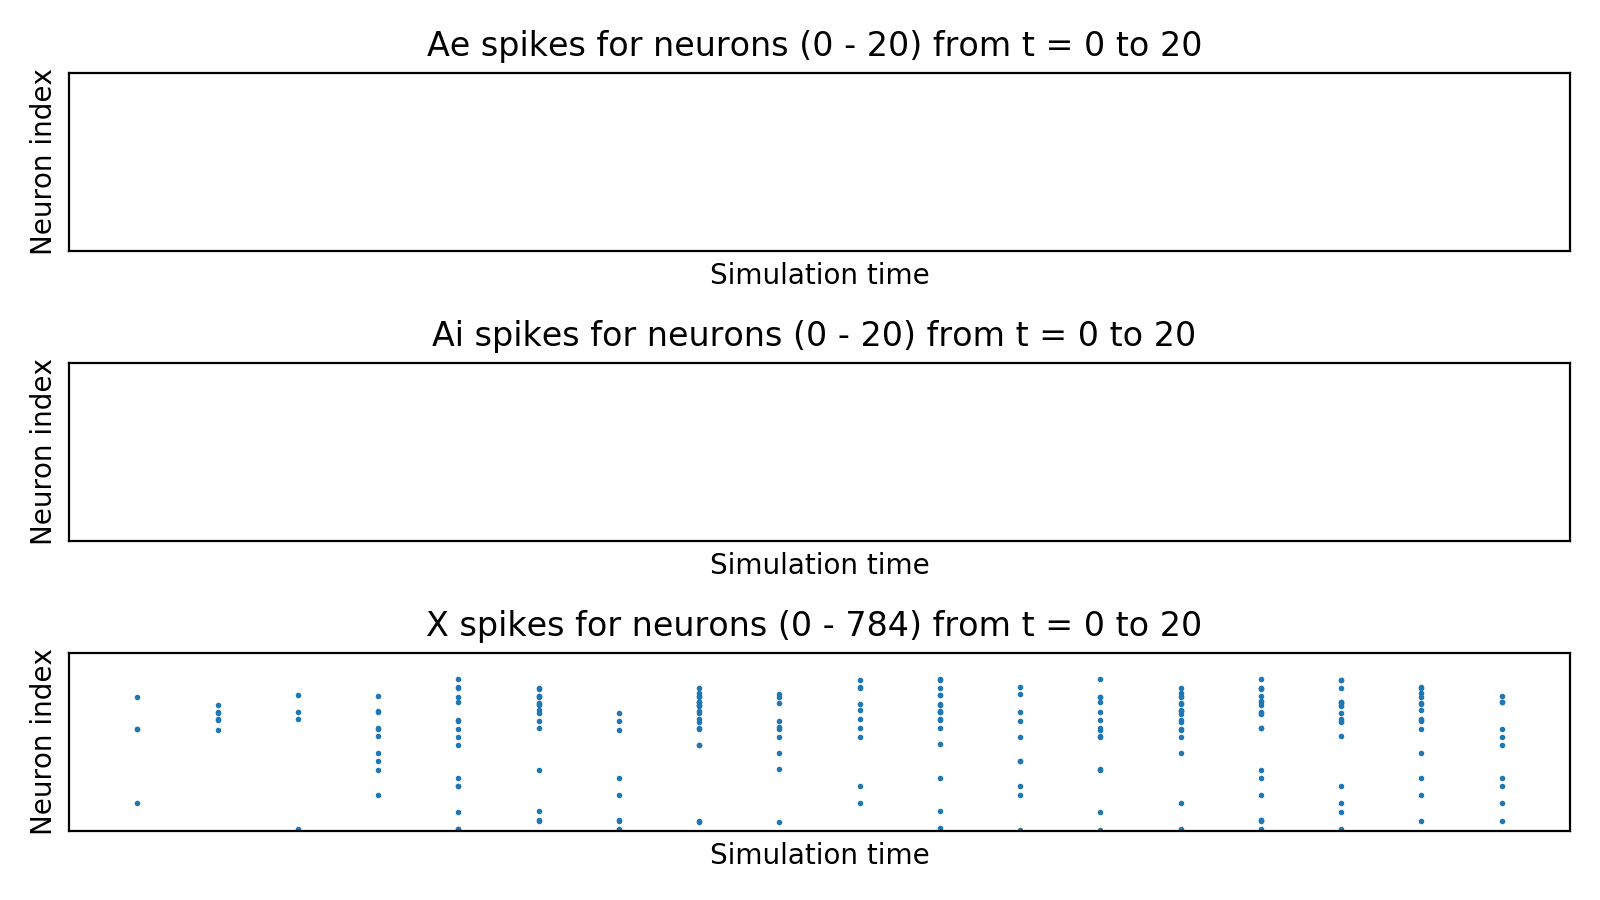 Ae spikes for neurons (0 - 20) from t = 0 to 20
Neuron index
Simulation time
Ai spikes for neurons (0 - 20) from t = 0 to 20
Neuron index
Simulation time
X spikes for neurons (0 - 784) from t = 0 to 20
Neuron index
Simulation time